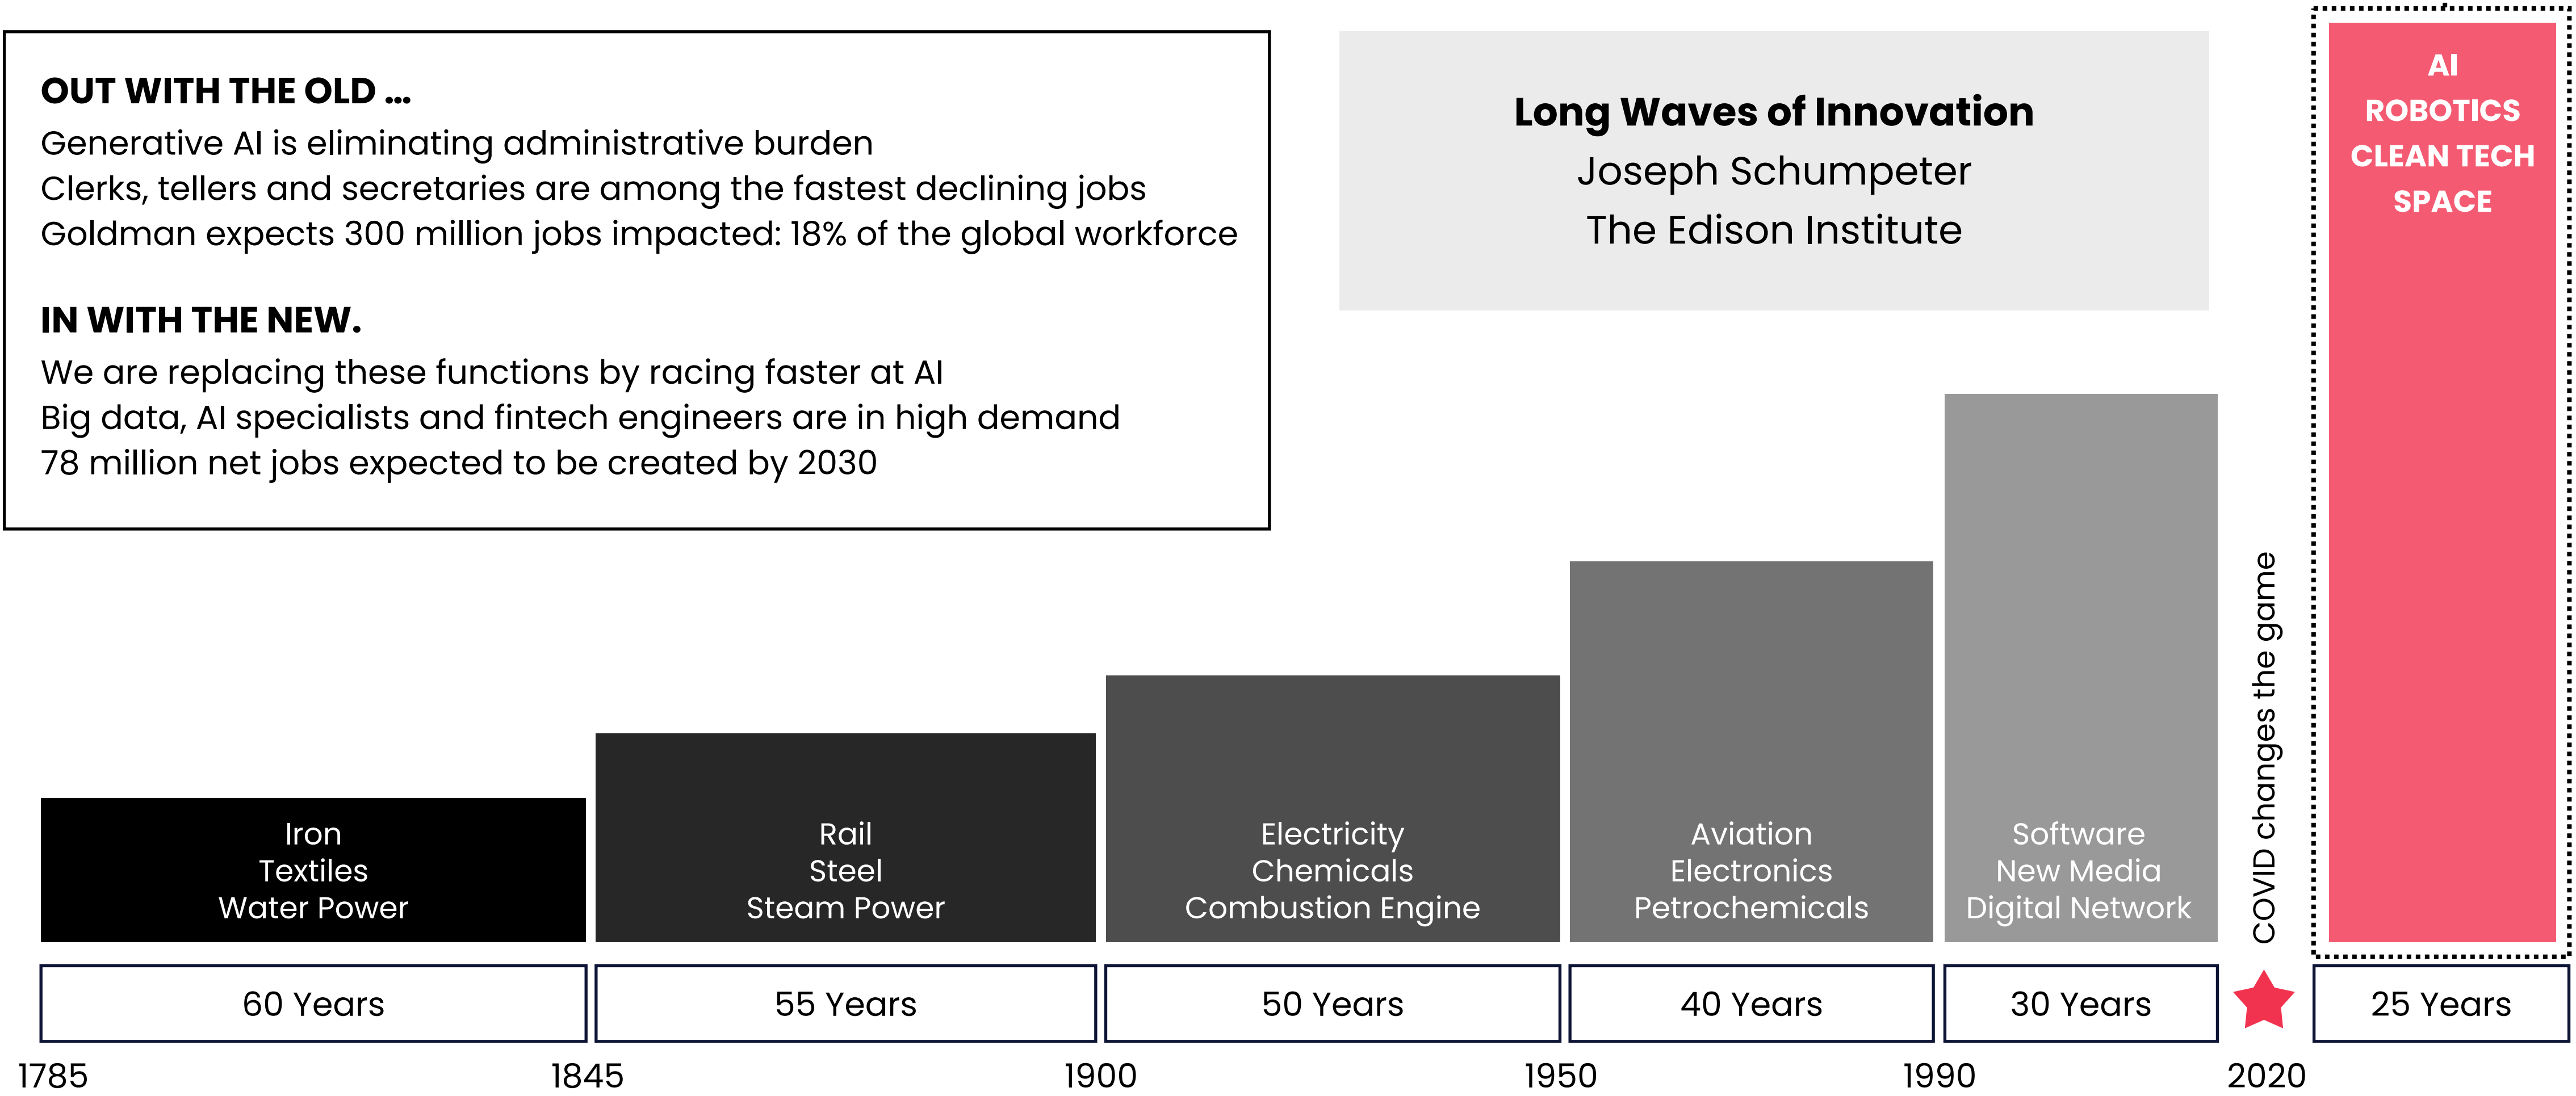 OUT WITH THE OLD ...
Generative AI is eliminating administrative burden
Clerks, tellers and secretaries are among the fastest declining jobs
Goldman expects 300 million jobs impacted: 18% of the global workforce
IN WITH THE NEW.
We are replacing these functions by racing faster at AI
Big data, AI specialists and fintech engineers are in high demand
78 million net jobs expected to be created by 2030
Long Waves of Innovation
Joseph Schumpeter
The Edison Institute
AI
ROBOTICS
CLEAN TECH
SPACE
Iron
Textiles
Water Power
Rail
Steel
Steam Power
Electricity
Chemicals
Combustion Engine
Aviation
Electronics
Petrochemicals
Software
New Media
Digital Network
COVID changes the game
60 Years
55 Years
50 Years
40 Years
30 Years
25 Years
1785
1845
1900
1950
1990
2020